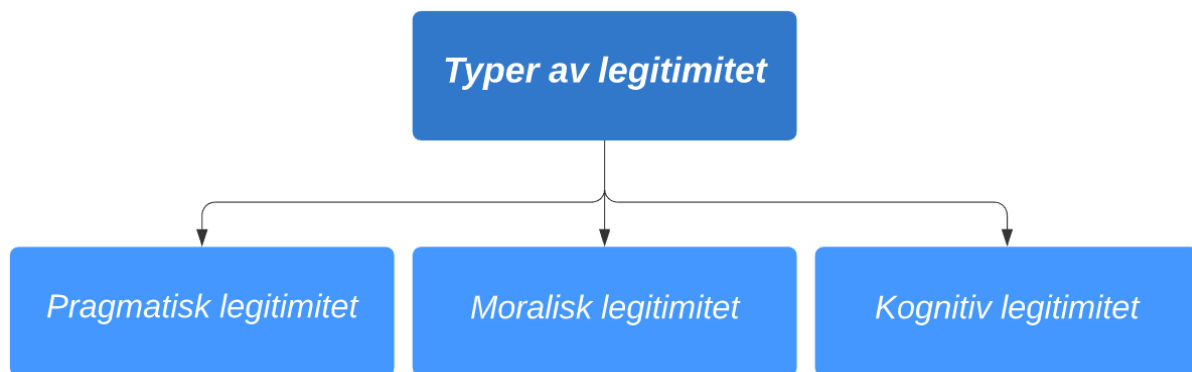 Typer av legitimitet
Pragmatisk legitimitet
Moralisk legitimitet
Kognitiv legitimitet